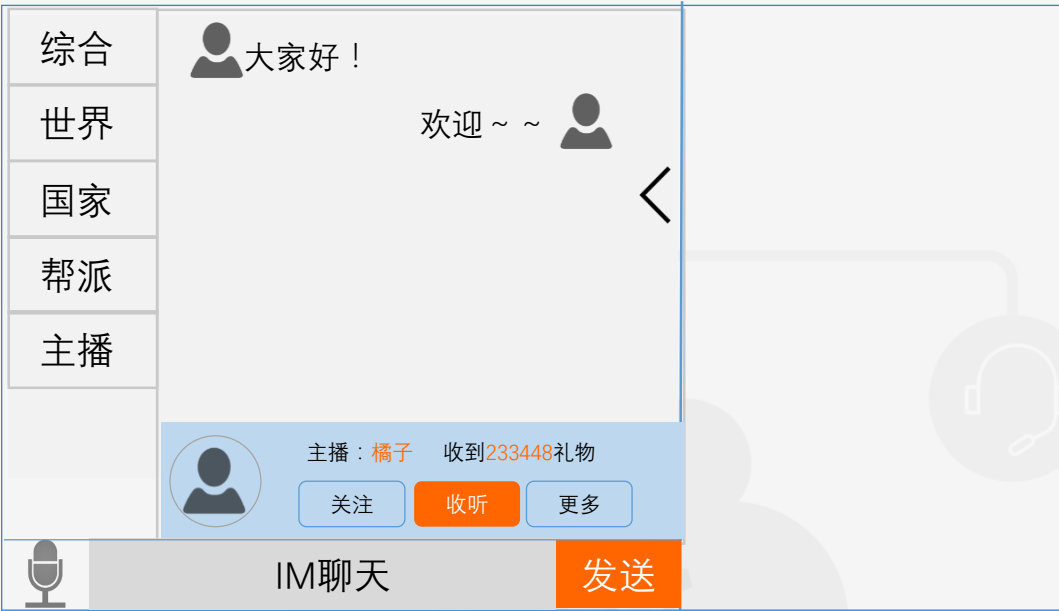 综合
世界
国家
帮派
主播
大家好！
欢迎~ ~
主播：橘子 收到233448礼物
关注 收听 更多
IM聊天 发送